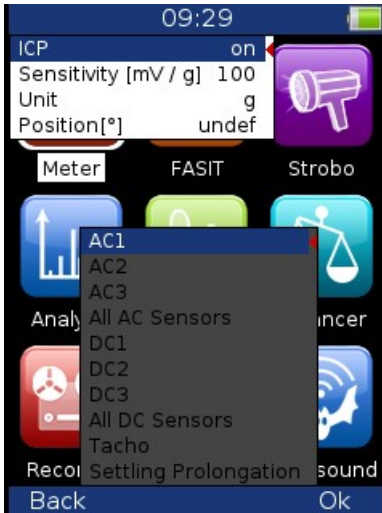 09:29
ICP on
Sensitivity [mV / g] 100
Unit g
Position[°] undef
Meter FASIT Strobo
AC1
AC2
AC3
All AC Sensors
DC1
DC2
DC3
All DC Sensors
Tacho
Settling Prolongation
Back Ok